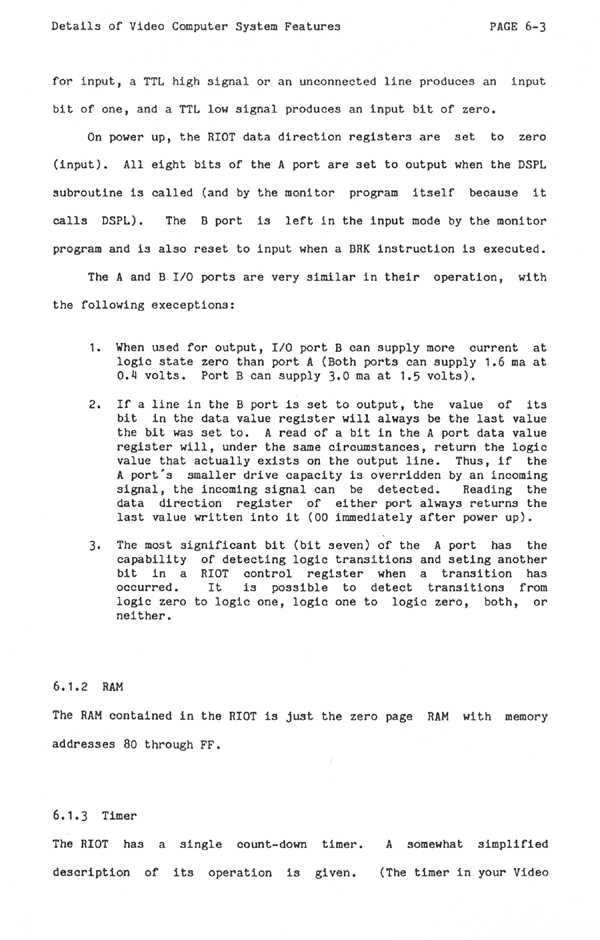 Details of Video Computer System Features PAGE 6-3
for input, a TTL high signal or an unconnected line produces an input
bit of one, and a TTL low signal produces an input bit of zero.
On power up, the RIOT data direction registers are set to zero
(input). All eight bits of the A port are set to output when the DSPL
subroutine is called (and by the monitor program itself because it
calls DSPL). The B port is left in the input mode by the monitor
program and is also reset to input when a BRK instruction is executed.
The A and B I/O ports are very similar in their operation, with
the following execeptions:
1. When used for output, I/O port B can supply more current at
logic state zero than port A (Both ports can supply 1.6 ma at
0.4 volts. Port B can supply 3.0 ma at 1.5 volts).
2. If a line in the B port is set to output, the value of its
bit in the data value register will always be the last value
the bit was set to. A read of a bit in the A port data value
register will, under the same circumstances, return the logic
value that actually exists on the output line. Thus, if the
A port's smaller drive capacity is overridden by an incoming
signal, the incoming signal can be detected. Reading the
data direction register of either port always returns the
last value written into it (00 immediately after power up).
3. The most significant bit (bit seven) of the A port has the
capability of detecting logic transitions and seting another
bit in a RIOT control register when a transition has
occurred. It is possible to detect transitions from
logic zero to logic one, logic one to logic zero, both, or
neither.
6.1.2 RAM
The RAM contained in the RIOT is just the zero page RAM with memory
addresses 80 through FF.
6.1.3 Timer
The RIOT has a single count-down timer. A somewhat simplified
description of its operation is given. (The timer in your Video